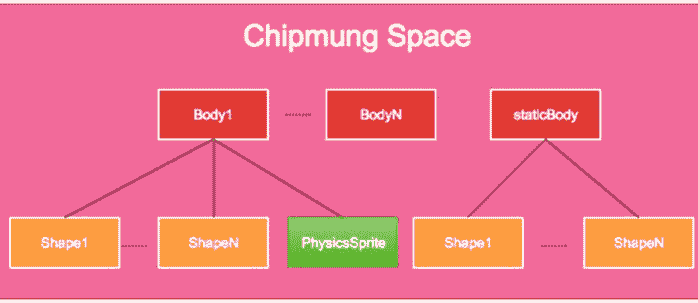 Chipmung Space
Body1 ------- BodyN staticBody
Shape1 ------- ShapeN PhysicsSprite Shape1 ------- ShapeN